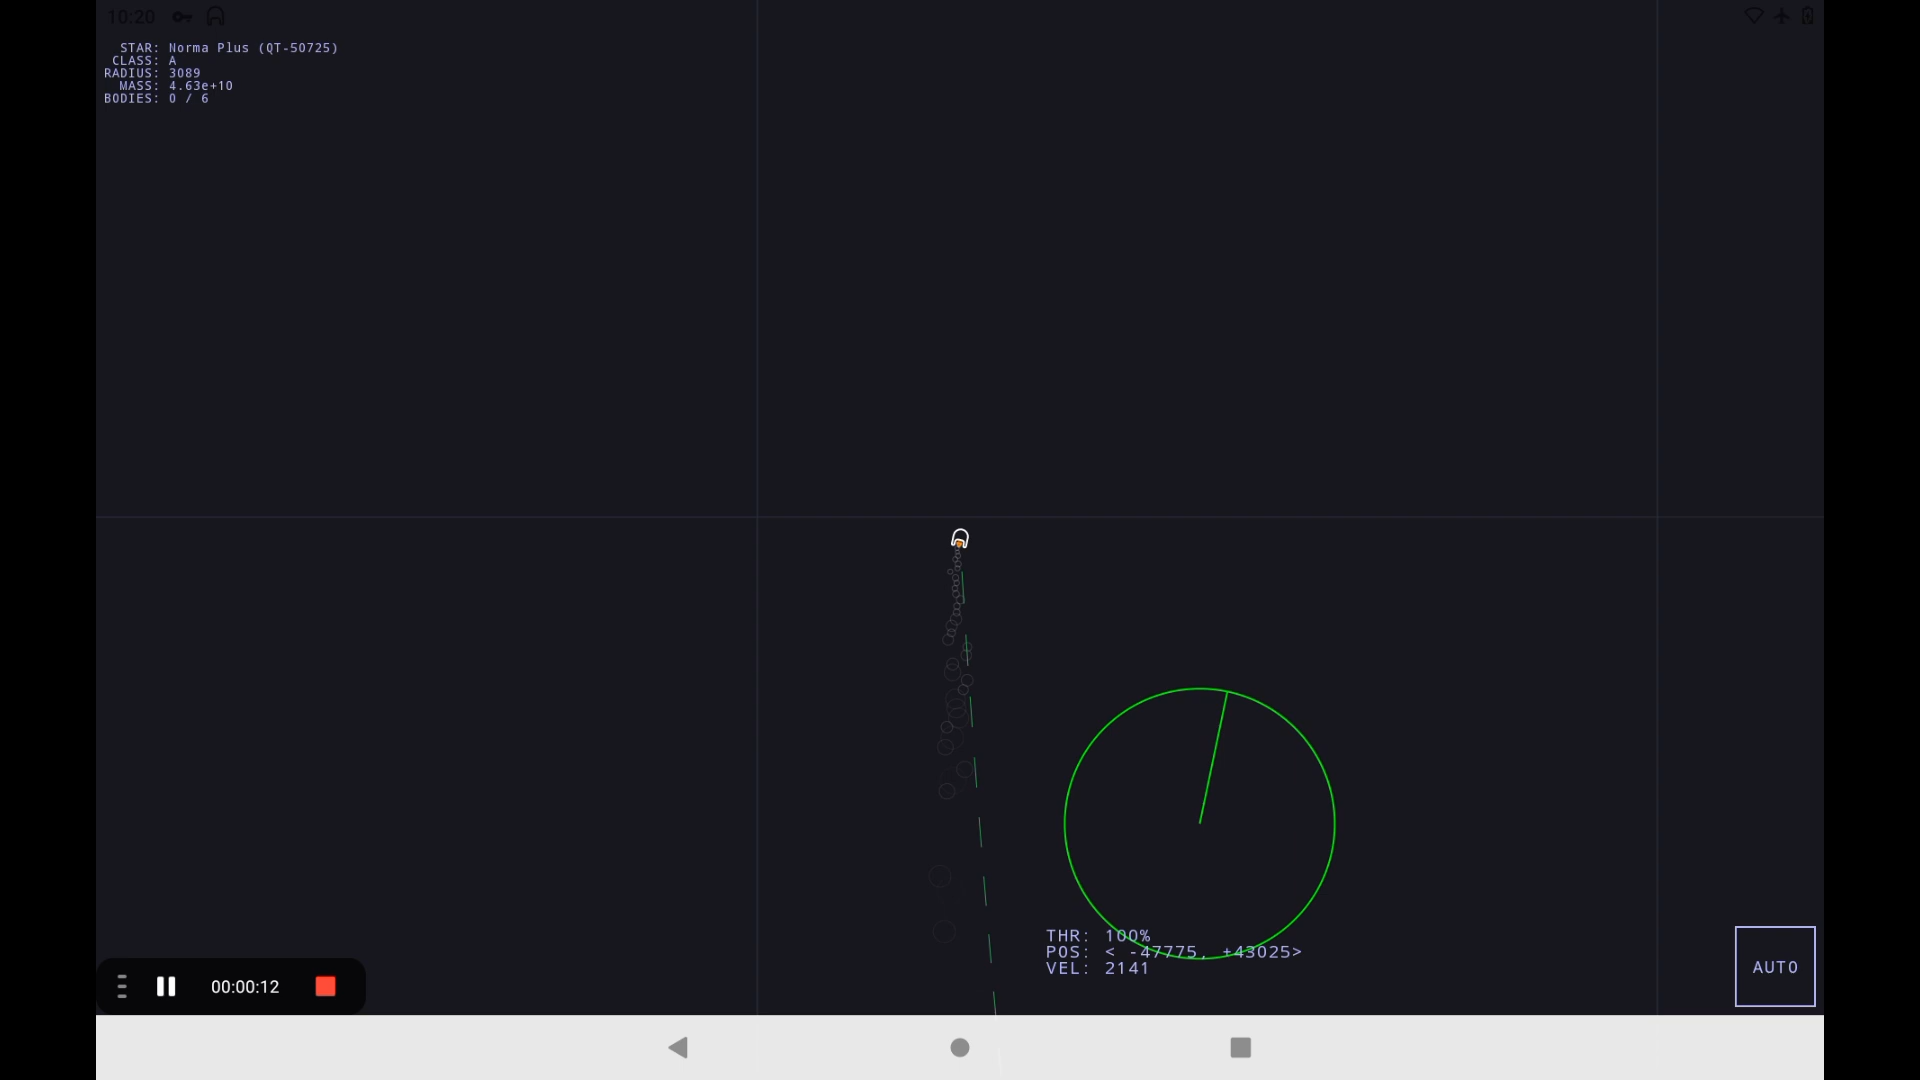 10:20
STAR: Norma Plus (QT-50725)
CLASS: A
RADIUS: 3089
MASS: 4.63e+10
BODIES: 0 / 6
THR: 100%
POS: < -47775, +43025>
VEL: 2141
AUTO
00:00:12